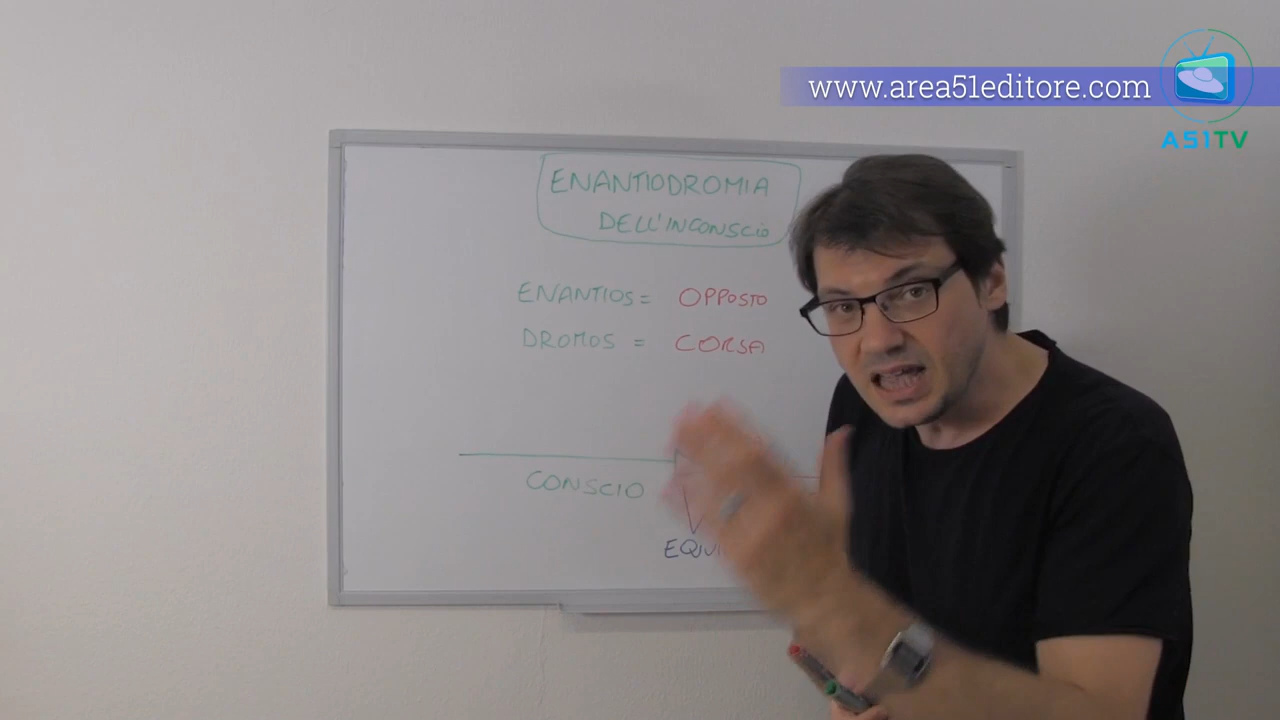 www.area51editore.com
A51TV
ENANTIODROMIA
DELL'INCONSCIO
ENANTIOS = OPPOSTO
DROMOS = CORSA
CONSCIO